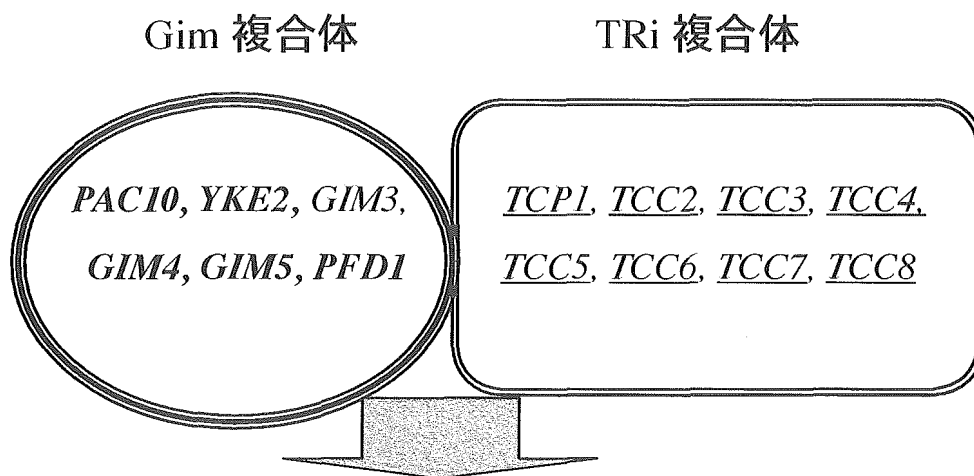 Gim 複合体
TRi 複合体
PAC10, YKE2, GIM3,
GIM4, GIM5, PFD1
TCP1, TCC2, TCC3, TCC4,
TCC5, TCC6, TCC7, TCC8